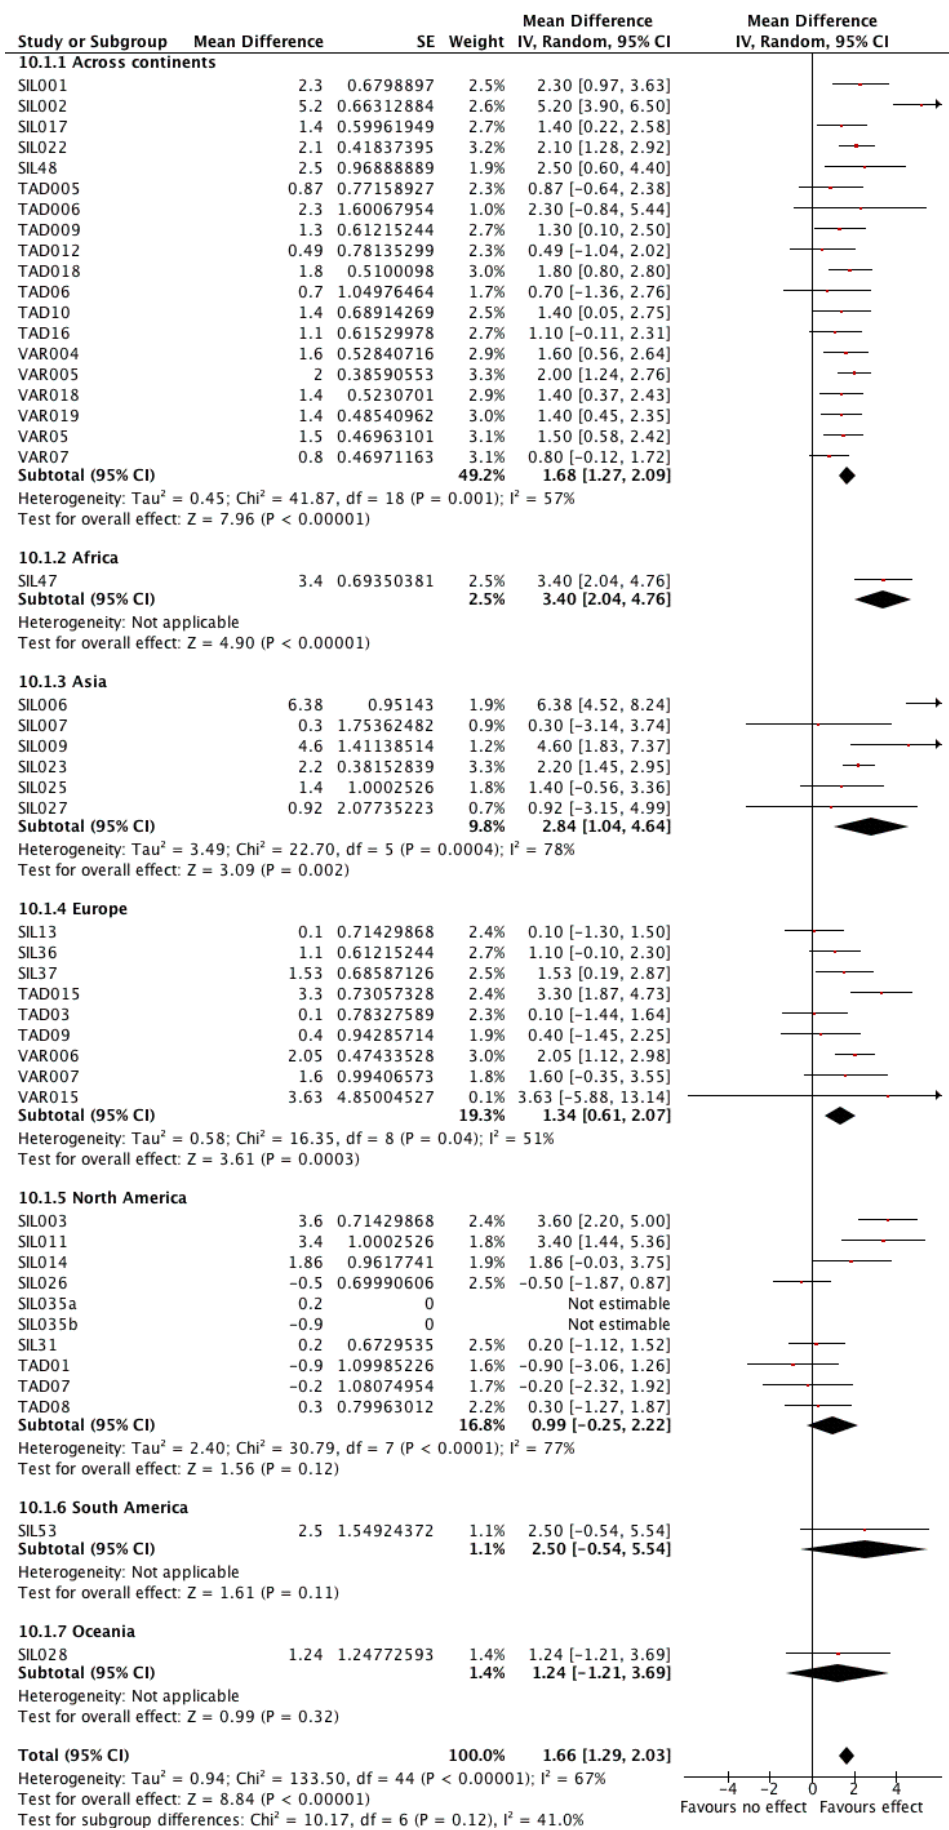 Mean Difference Mean Difference
Study or Subgroup Mean Difference SE Weight IV, Random, 95% CI IV, Random, 95% CI
10.1.1 Across continents
SIL001 2.3 0.6798897 2.5% 2.30 [0.97, 3.63]
SIL002 5.2 0.66312884 2.6% 5.20 [3.90, 6.50]
SIL017 1.4 0.59961949 2.7% 1.40 [0.22, 2.58]
SIL022 2.1 0.41837395 3.2% 2.10 [1.28, 2.92]
SIL48 2.5 0.96888889 1.9% 2.50 [0.60, 4.40]
TAD005 0.87 0.77158927 2.3% 0.87 [−0.64, 2.38]
TAD006 2.3 1.60067954 1.0% 2.30 [−0.84, 5.44]
TAD009 1.3 0.61215244 2.7% 1.30 [0.10, 2.50]
TAD012 0.49 0.78135299 2.3% 0.49 [−1.04, 2.02]
TAD018 1.8 0.5100098 3.0% 1.80 [0.80, 2.80]
TAD06 0.7 1.04976464 1.7% 0.70 [−1.36, 2.76]
TAD10 1.4 0.68914269 2.5% 1.40 [0.05, 2.75]
TAD16 1.1 0.61529978 2.7% 1.10 [−0.11, 2.31]
VAR004 1.6 0.52840716 2.9% 1.60 [0.56, 2.64]
VAR005 2 0.38590553 3.3% 2.00 [1.24, 2.76]
VAR018 1.4 0.5230701 2.9% 1.40 [0.37, 2.43]
VAR019 1.4 0.48540962 3.0% 1.40 [0.45, 2.35]
VAR05 1.5 0.46963101 3.1% 1.50 [0.58, 2.42]
VAR07 0.8 0.46971163 3.1% 0.80 [−0.12, 1.72]
Subtotal (95% CI) 49.2% 1.68 [1.27, 2.09]
Heterogeneity: Tau² = 0.45; Chi² = 41.87, df = 18 (P = 0.001); I² = 57%
Test for overall effect: Z = 7.96 (P < 0.00001)
10.1.2 Africa
SIL47 3.4 0.69350381 2.5% 3.40 [2.04, 4.76]
Subtotal (95% CI) 2.5% 3.40 [2.04, 4.76]
Heterogeneity: Not applicable
Test for overall effect: Z = 4.90 (P < 0.00001)
10.1.3 Asia
SIL006 6.38 0.95143 1.9% 6.38 [4.52, 8.24]
SIL007 0.3 1.75362482 0.9% 0.30 [−3.14, 3.74]
SIL009 4.6 1.41138514 1.2% 4.60 [1.83, 7.37]
SIL023 2.2 0.38152839 3.3% 2.20 [1.45, 2.95]
SIL025 1.4 1.0002526 1.8% 1.40 [−0.56, 3.36]
SIL027 0.92 2.07735223 0.7% 0.92 [−3.15, 4.99]
Subtotal (95% CI) 9.8% 2.84 [1.04, 4.64]
Heterogeneity: Tau² = 3.49; Chi² = 22.70, df = 5 (P = 0.0004); I² = 78%
Test for overall effect: Z = 3.09 (P = 0.002)
10.1.4 Europe
SIL13 0.1 0.71429868 2.4% 0.10 [−1.30, 1.50]
SIL36 1.1 0.61215244 2.7% 1.10 [−0.10, 2.30]
SIL37 1.53 0.68587126 2.5% 1.53 [0.19, 2.87]
TAD015 3.3 0.73057328 2.4% 3.30 [1.87, 4.73]
TAD03 0.1 0.78327589 2.3% 0.10 [−1.44, 1.64]
TAD09 0.4 0.94285714 1.9% 0.40 [−1.45, 2.25]
VAR006 2.05 0.47433528 3.0% 2.05 [1.12, 2.98]
VAR007 1.6 0.99406573 1.8% 1.60 [−0.35, 3.55]
VAR015 3.63 4.85004527 0.1% 3.63 [−5.88, 13.14]
Subtotal (95% CI) 19.3% 1.34 [0.61, 2.07]
Heterogeneity: Tau² = 0.58; Chi² = 16.35, df = 8 (P = 0.04); I² = 51%
Test for overall effect: Z = 3.61 (P = 0.0003)
10.1.5 North America
SIL003 3.6 0.71429868 2.4% 3.60 [2.20, 5.00]
SIL011 3.4 1.0002526 1.8% 3.40 [1.44, 5.36]
SIL014 1.86 0.9617741 1.9% 1.86 [−0.03, 3.75]
SIL026 −0.5 0.69990606 2.5% −0.50 [−1.87, 0.87]
SIL035a 0.2 0 Not estimable
SIL035b −0.9 0 Not estimable
SIL31 0.2 0.6729535 2.5% 0.20 [−1.12, 1.52]
TAD01 −0.9 1.09985226 1.6% −0.90 [−3.06, 1.26]
TAD07 −0.2 1.08074954 1.7% −0.20 [−2.32, 1.92]
TAD08 0.3 0.79963012 2.2% 0.30 [−1.27, 1.87]
Subtotal (95% CI) 16.8% 0.99 [−0.25, 2.22]
Heterogeneity: Tau² = 2.40; Chi² = 30.79, df = 7 (P < 0.0001); I² = 77%
Test for overall effect: Z = 1.56 (P = 0.12)
10.1.6 South America
SIL53 2.5 1.54924372 1.1% 2.50 [−0.54, 5.54]
Subtotal (95% CI) 1.1% 2.50 [−0.54, 5.54]
Heterogeneity: Not applicable
Test for overall effect: Z = 1.61 (P = 0.11)
10.1.7 Oceania
SIL028 1.24 1.24772593 1.4% 1.24 [−1.21, 3.69]
Subtotal (95% CI) 1.4% 1.24 [−1.21, 3.69]
Heterogeneity: Not applicable
Test for overall effect: Z = 0.99 (P = 0.32)
Total (95% CI) 100.0% 1.66 [1.29, 2.03]
Heterogeneity: Tau² = 0.94; Chi² = 133.50, df = 44 (P < 0.00001); I² = 67%
Test for overall effect: Z = 8.84 (P < 0.00001)
Test for subgroup differences: Chi² = 10.17, df = 6 (P = 0.12), I² = 41.0%
−4 −2 0 2 4
Favours no effect Favours effect